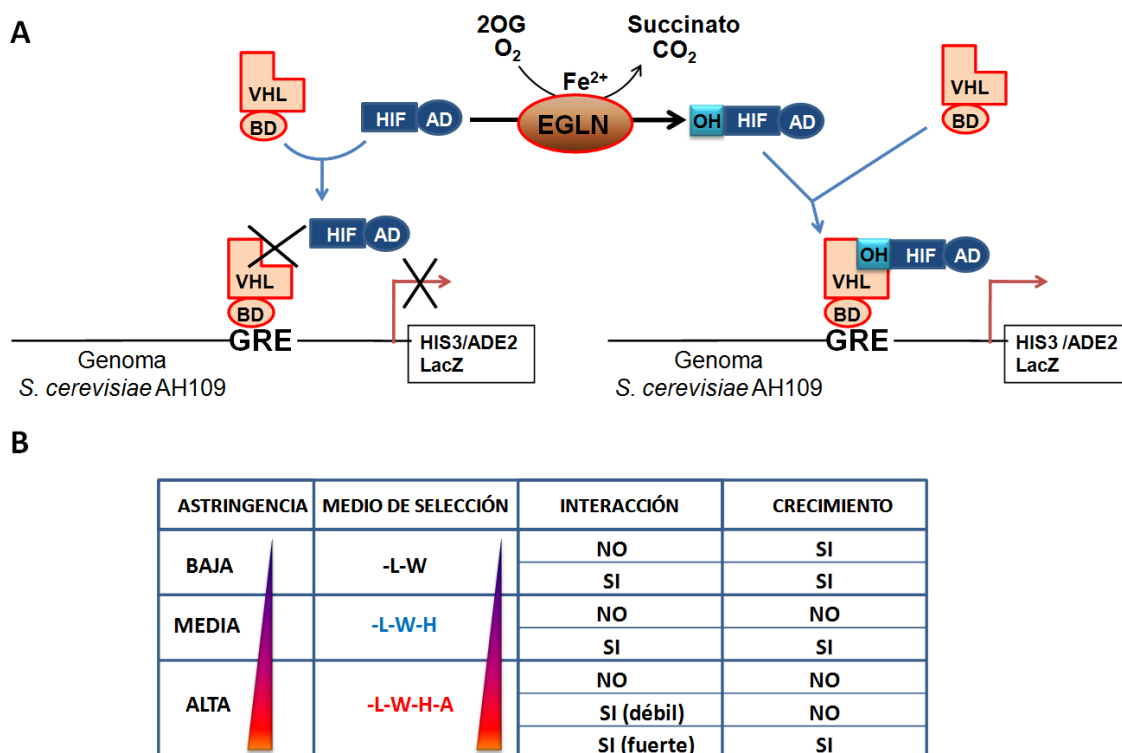 A
2OG
O₂
Succinato
CO₂
Fe²⁺
EGLN
VHL
BD
HIF AD
OH HIF AD
VHL
BD
HIF AD
VHL
BD
GRE
HIS3/ADE2
LacZ
Genoma
S. cerevisiae AH109
OH HIF AD
VHL
BD
GRE
HIS3 /ADE2
LacZ
Genoma
S. cerevisiae AH109
B
ASTRINGENCIA MEDIO DE SELECCIÓN INTERACCIÓN CRECIMIENTO
BAJA -L-W
NO SI
SI SI
MEDIA -L-W-H
NO NO
SI SI
ALTA -L-W-H-A
NO NO
SI (débil) NO
SI (fuerte) SI